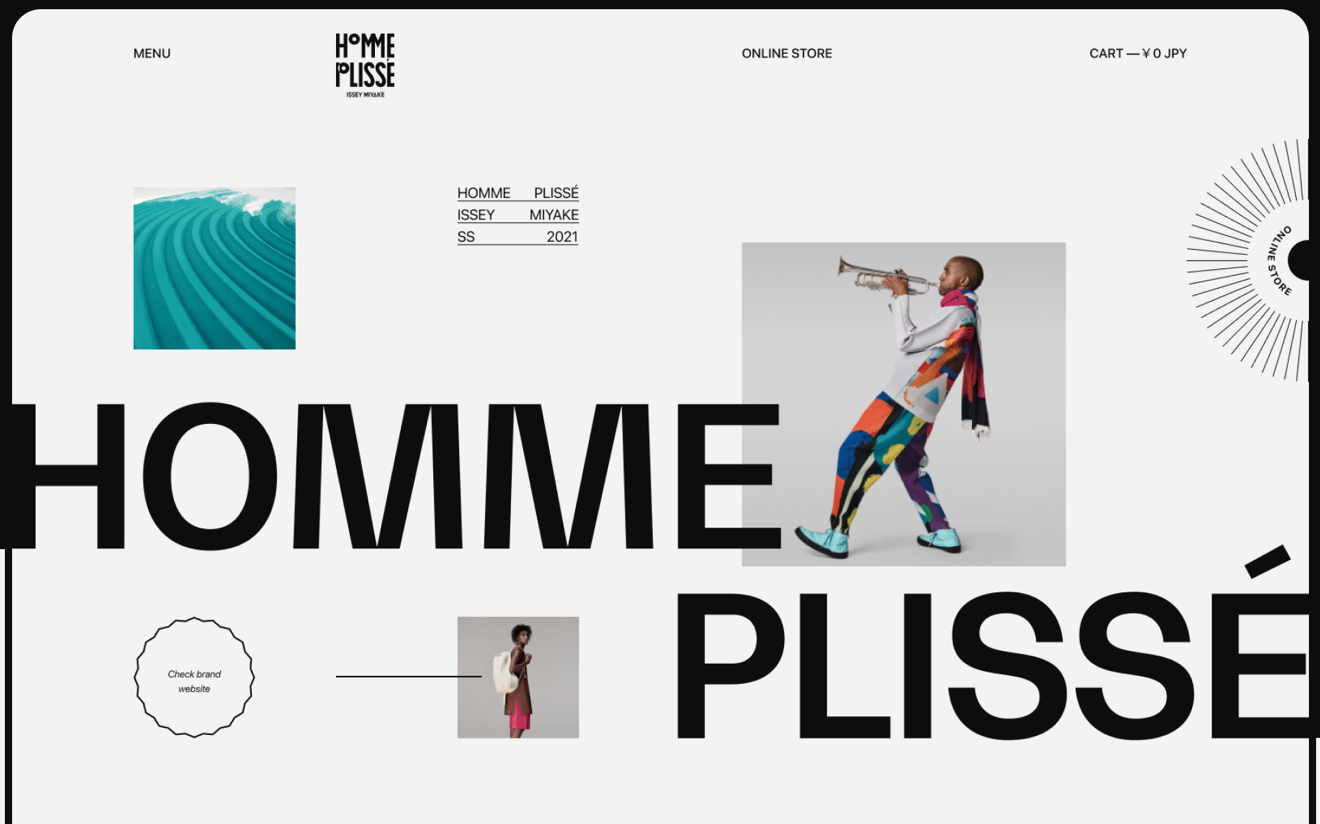 MENU
HOMME
PLISSÉ
ISSEY MIYAKE
ONLINE STORE
CART — ¥ 0 JPY
HOMME PLISSÉ
ISSEY MIYAKE
SS 2021
ONLINE STORE
HOMME
PLISSÉ
Check brand
website